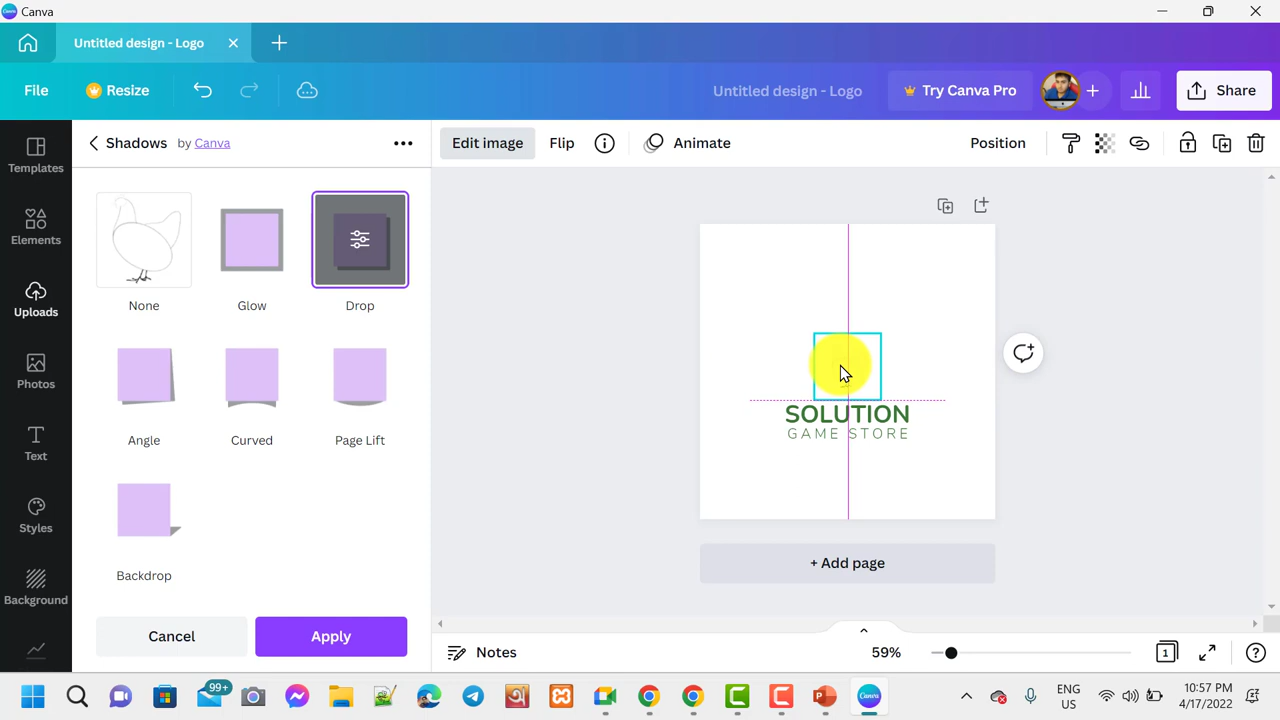 Canva
Untitled design - Logo
File
Resize
Untitled design - Logo
Try Canva Pro
Share
Shadows by Canva
Edit image
Flip
Animate
Position
Templates
Elements
Uploads
Photos
Text
Styles
Background
None
Glow
Drop
Angle
Curved
Page Lift
Backdrop
Cancel
Apply
SOLUTION
GAME STORE
+ Add page
Notes
59%
1
99+
ENG
US
10:57 PM
4/17/2022